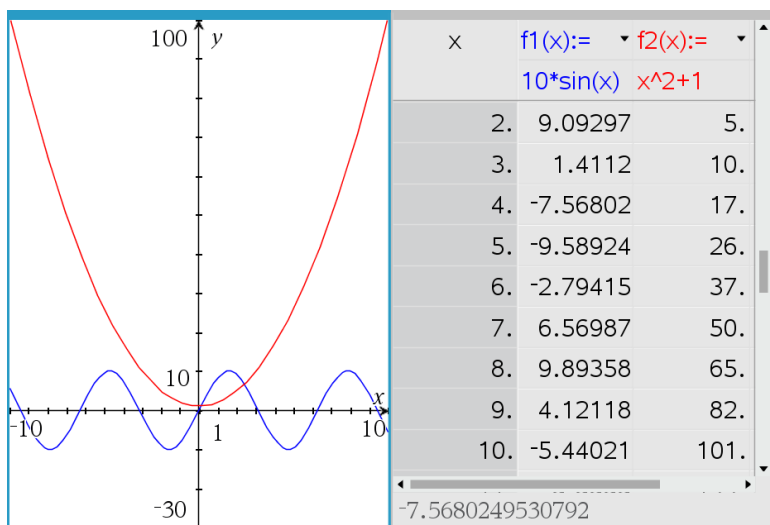 100 y
10
x
-10 1 10
-30
x f1(x):= f2(x):=
10*sin(x) x^2+1
2. 9.09297 5.
3. 1.4112 10.
4. -7.56802 17.
5. -9.58924 26.
6. -2.79415 37.
7. 6.56987 50.
8. 9.89358 65.
9. 4.12118 82.
10. -5.44021 101.
-7.5680249530792